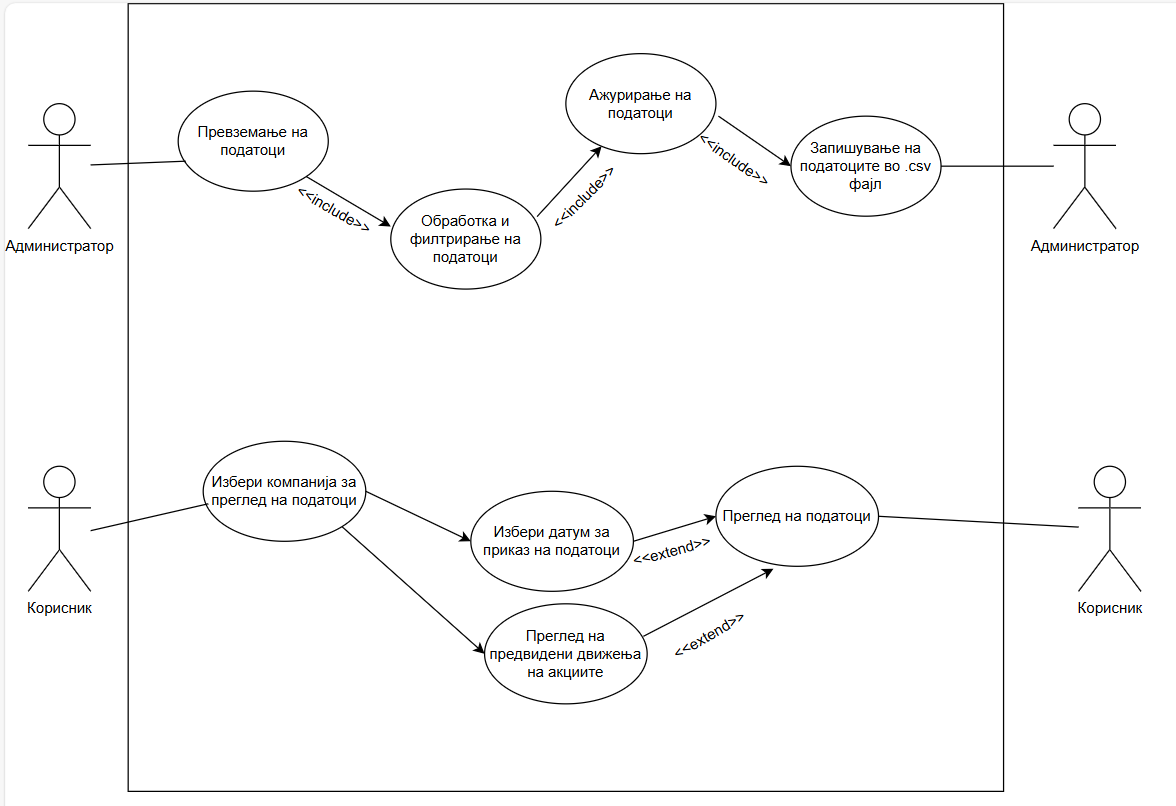 Администратор
Превземање на
податоци
<<include>>
Обработка и
филтрирање на
податоци
<<include>>
Ажурирање на
податоци
<<include>>
Запишување на
податоците во .csv
фајл
Администратор
Корисник
Избери компанија за
преглед на податоци
Избери датум за
приказ на податоци
<<extend>>
Преглед на податоци
Преглед на
предвидени движења
на акциите
<<extend>>
Корисник